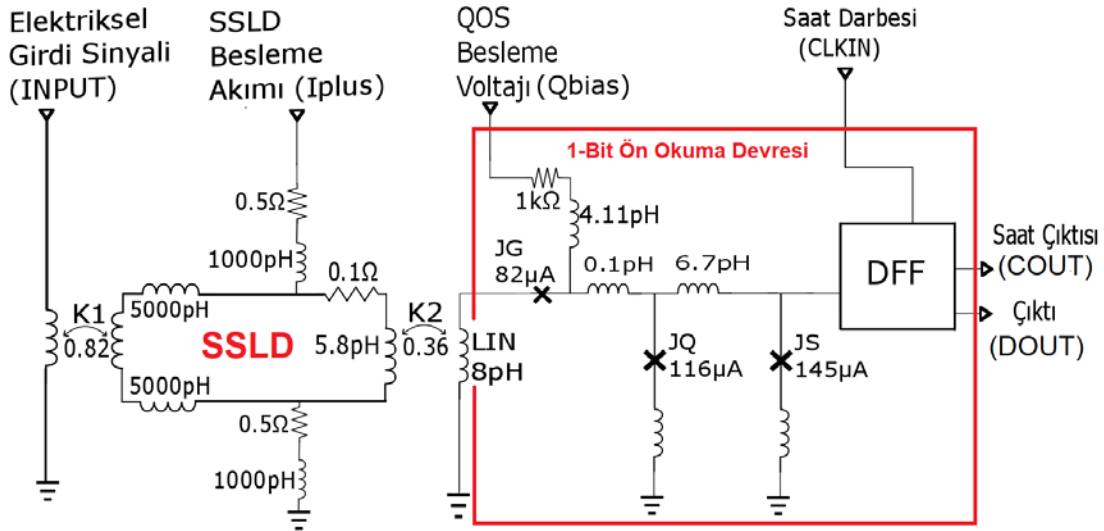 Elektriksel
Girdi Sinyali
(INPUT)
SSLD
Besleme
Akımı (Iplus)
QOS
Besleme
Voltajı (Qbias)
Saat Darbesi
(CLKIN)
1-Bit Ön Okuma Devresi
0.5Ω
1kΩ
4.11pH
1000pH
JG
82µA
0.1pH
6.7pH
0.1Ω
DFF
Saat Çıktısı
(COUT)
Çıktı
(DOUT)
5000pH
K1
0.82
SSLD
5.8pH
K2
0.36
LIN
8pH
JQ
116µA
JS
145µA
5000pH
0.5Ω
1000pH